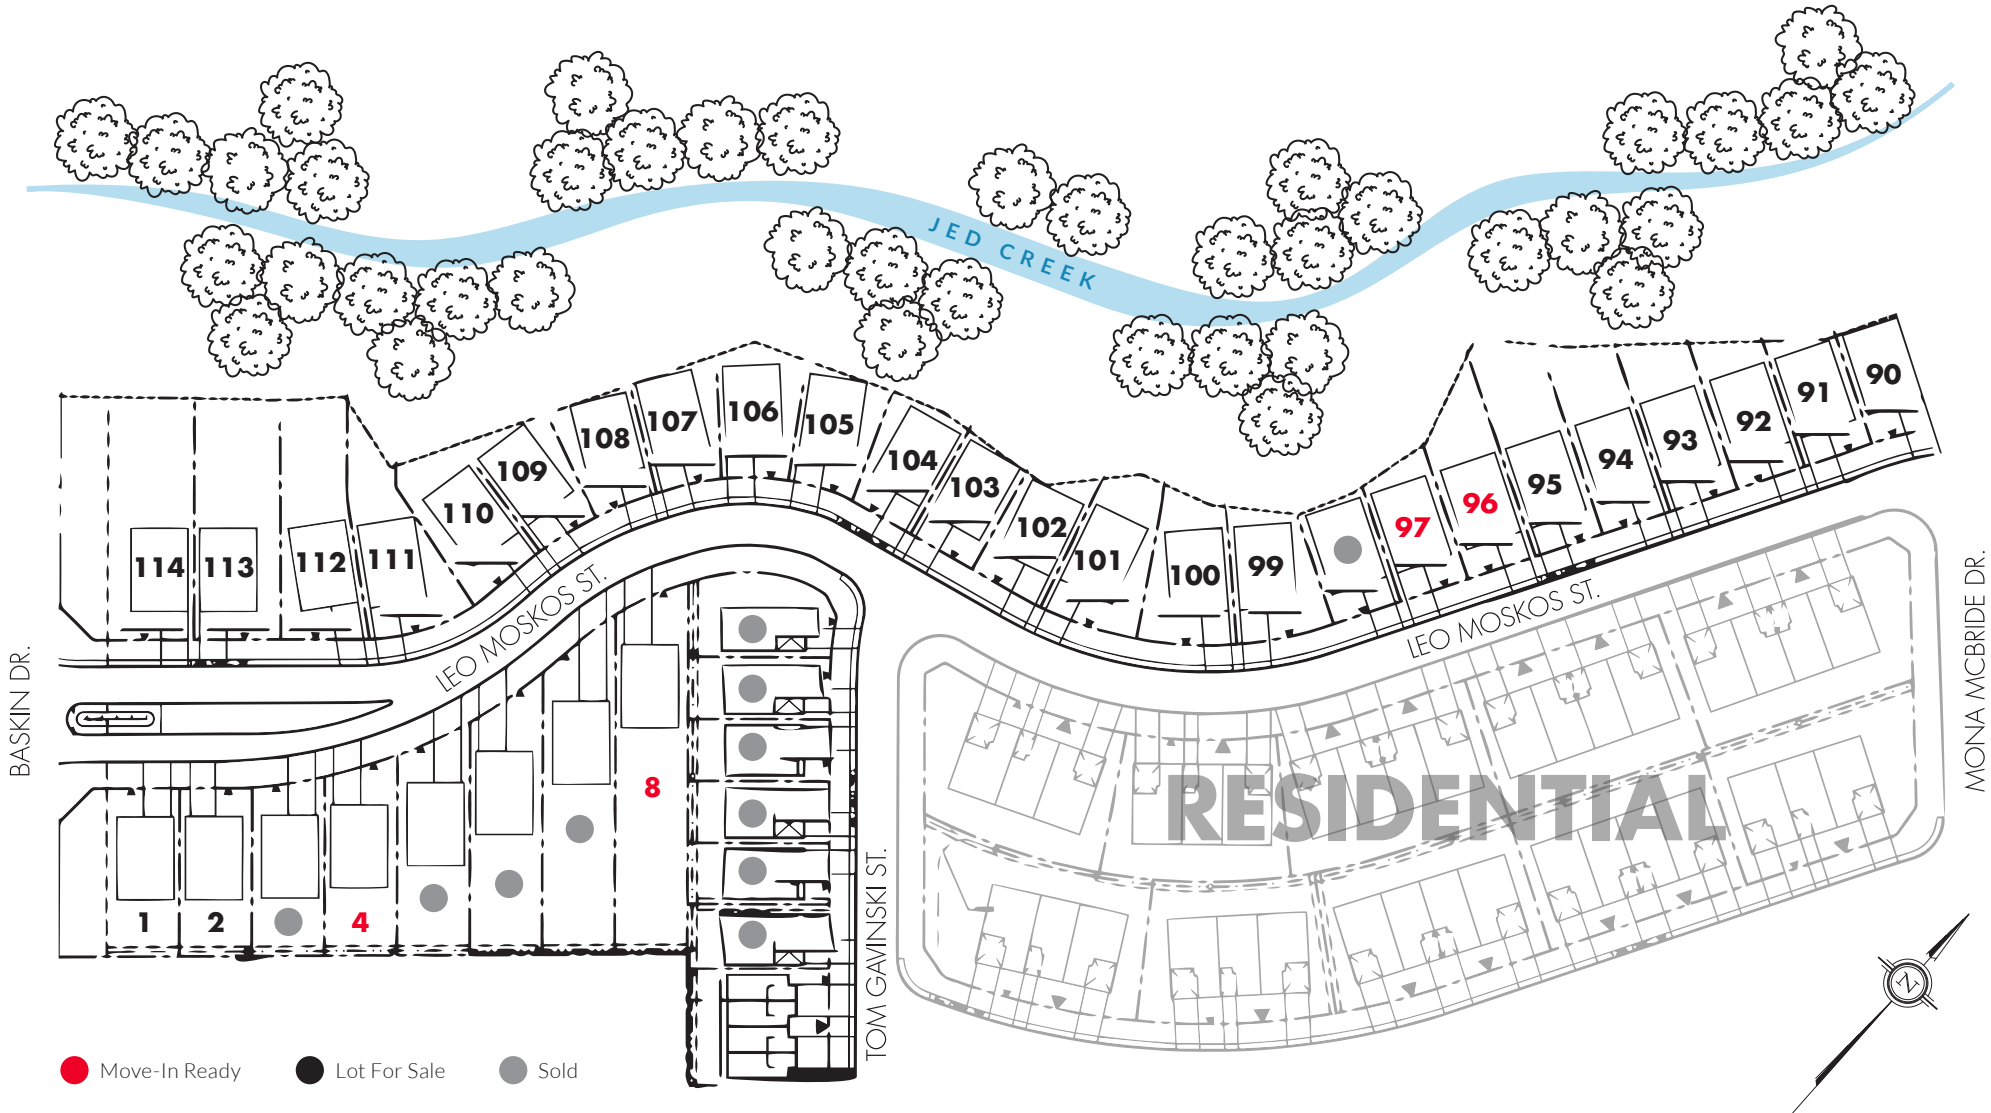 JED CREEK
90
91
92
93
94
95
96
97
99
100
101
102
103
104
105
106
107
108
109
110
111
112
113
114
LEO MOSKOS ST.
LEO MOSKOS ST.
BASKIN DR.
MONA MCBRIDE DR.
TOM GAVINSKI ST.
RESIDENTIAL
1
2
4
8
N
Move-In Ready
Lot For Sale
Sold